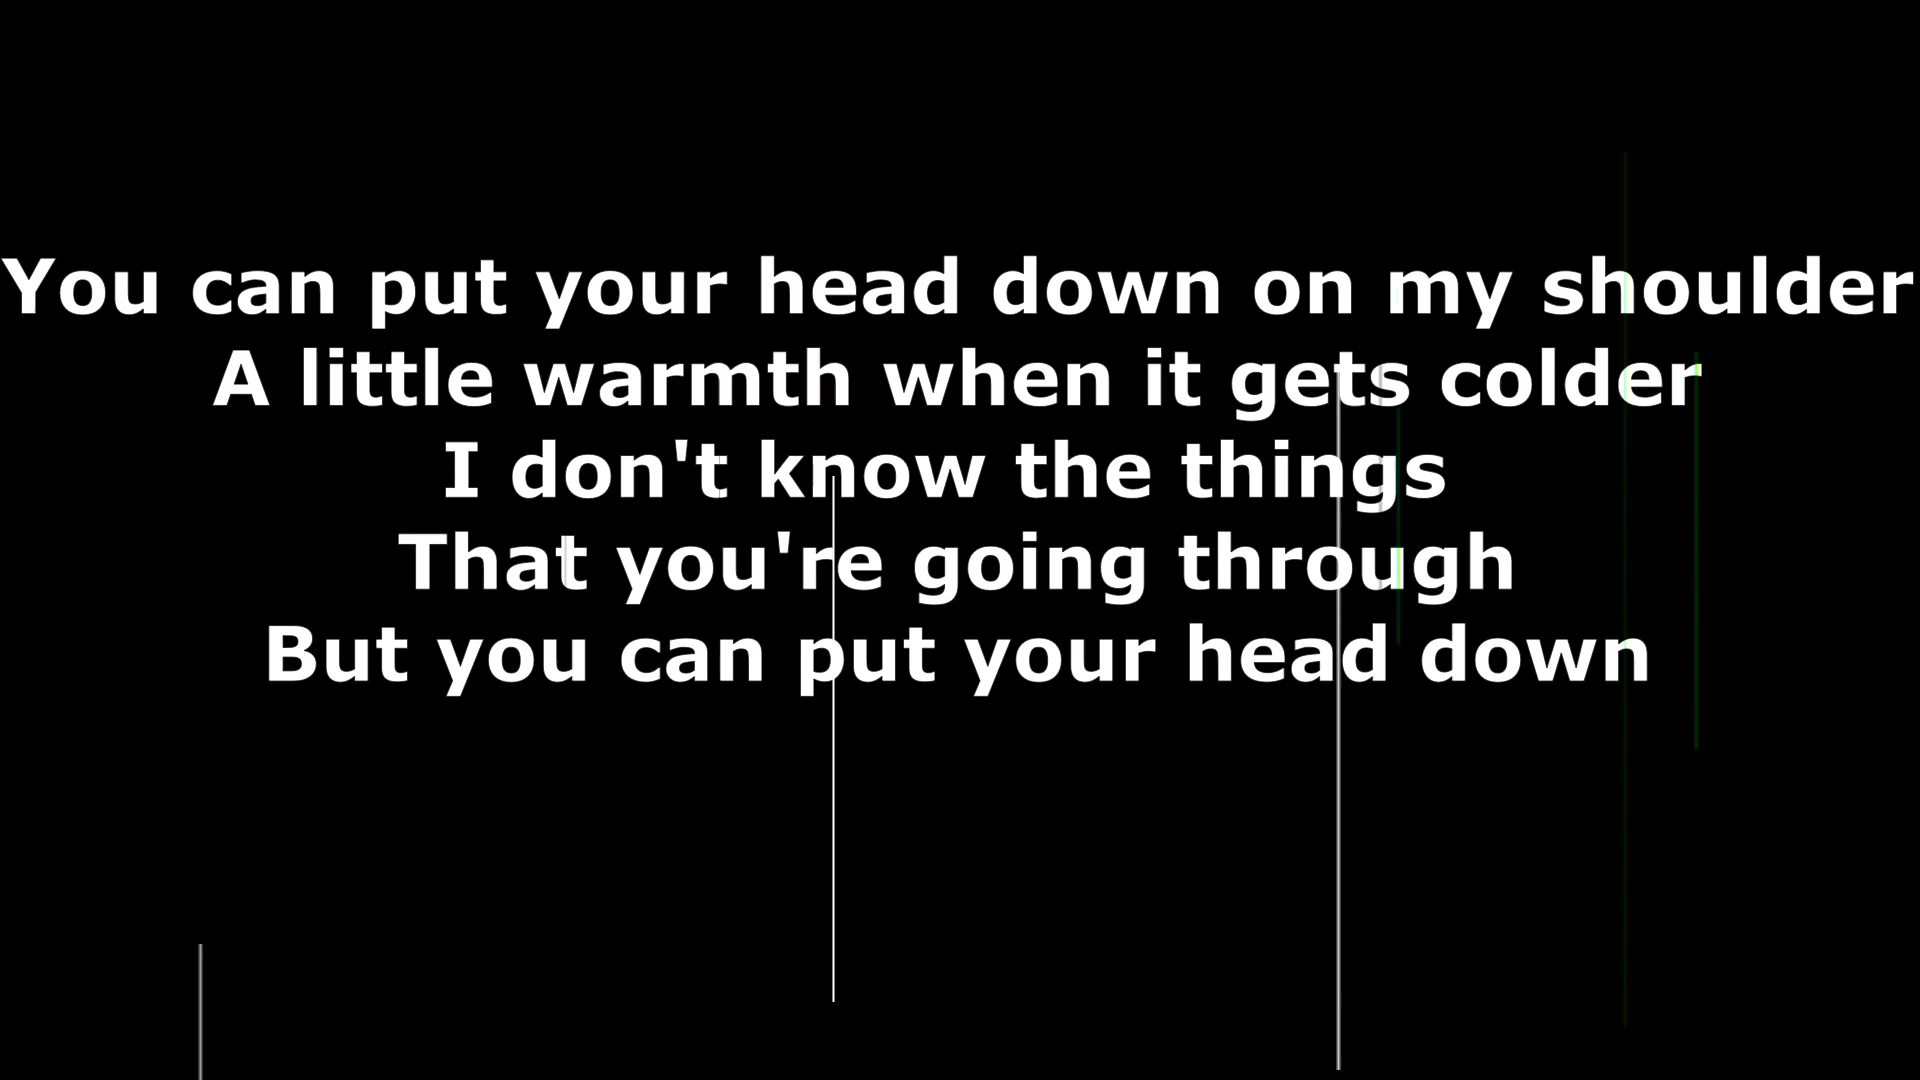 You can put your head down on my shoulder
A little warmth when it gets colder
I don't know the things
That you're going through
But you can put your head down